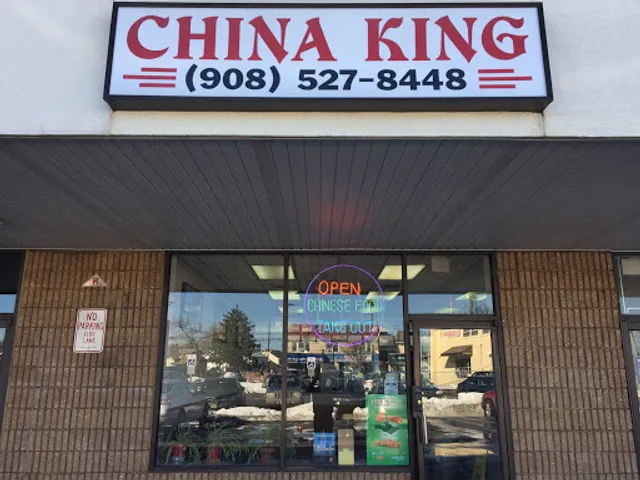 CHINA KING
(908) 527-8448
OPEN
CHINESE FOOD
TAKE OUT
R
NO
PARKING
FIRE
LANE